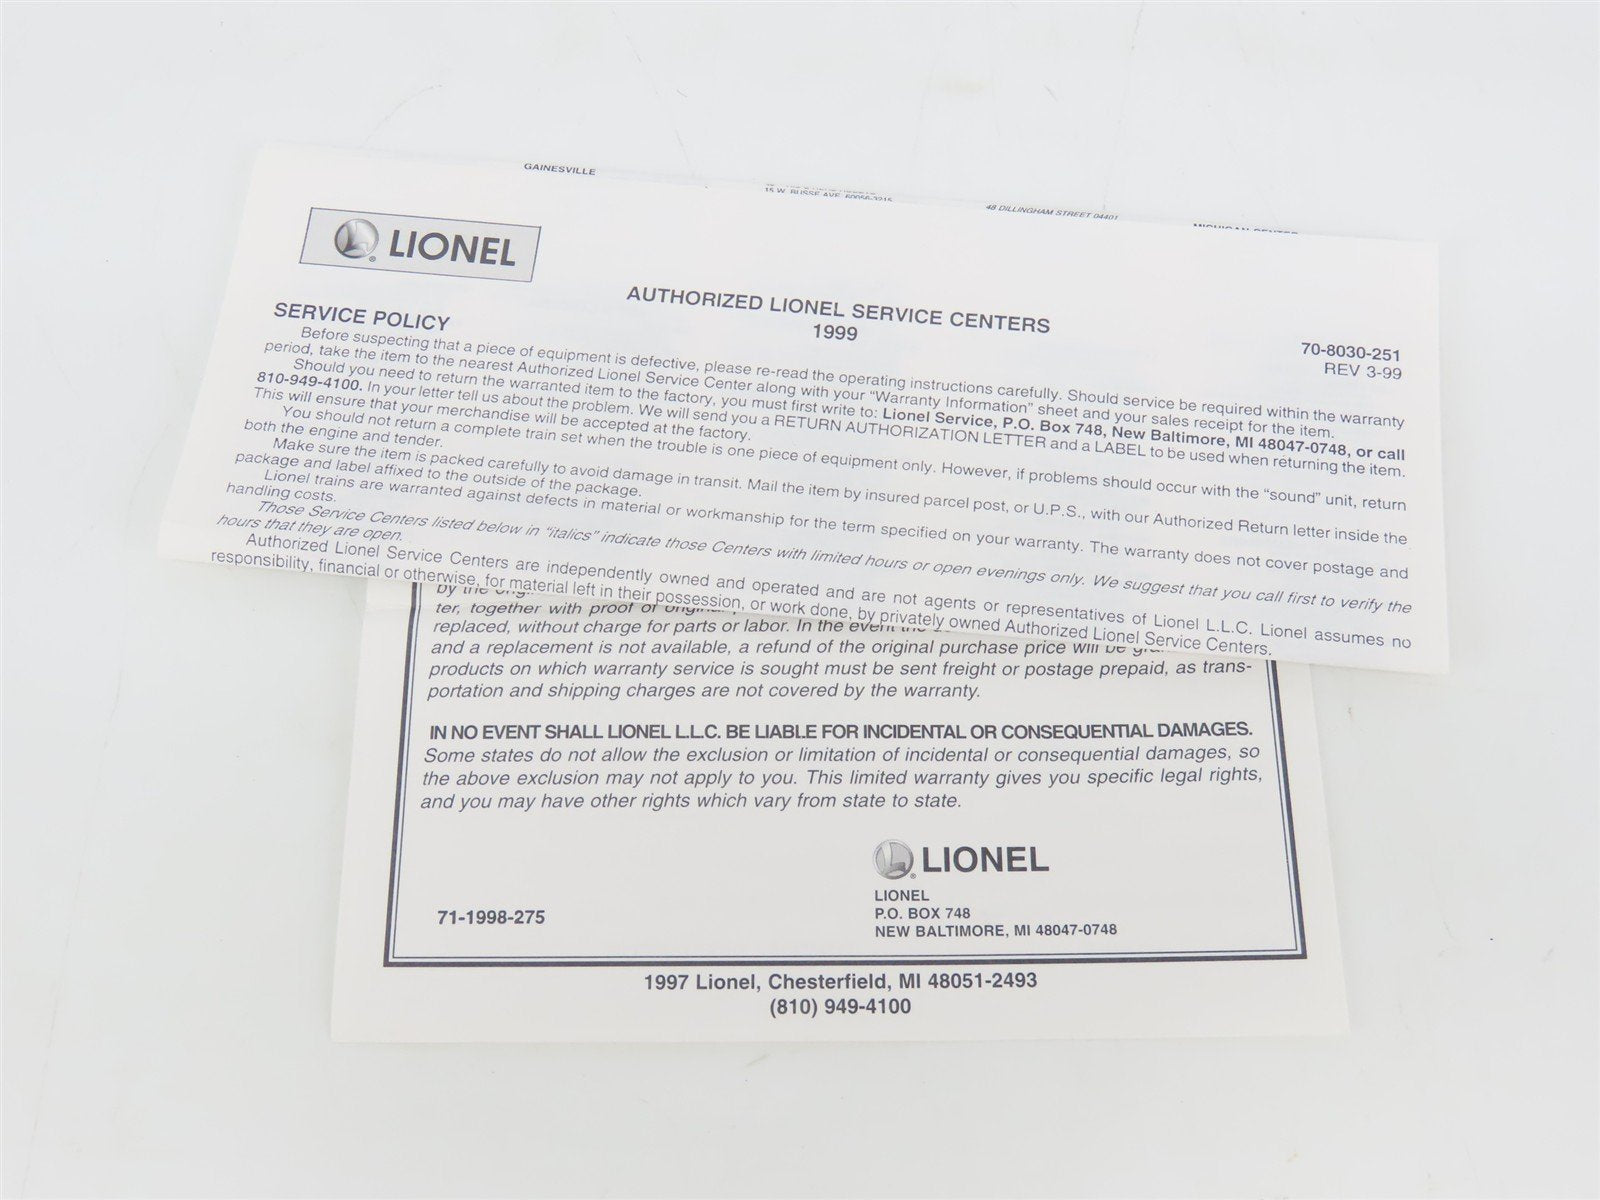 GAINESVILLE
15 W. BUSSE AVE. 60056-3215
48 DILLINGHAM STREET 04401
MICHIGAN CENTER
LIONEL
AUTHORIZED LIONEL SERVICE CENTERS
1999
70-8030-251
REV 3-99
SERVICE POLICY
Before suspecting that a piece of equipment is defective, please re-read the operating instructions carefully. Should service be required within the warranty
period, take the item to the nearest Authorized Lionel Service Center along with your "Warranty Information" sheet and your sales receipt for the item.
Should you need to return the warranted item to the factory, you must first write to: Lionel Service, P.O. Box 748, New Baltimore, MI 48047-0748, or call
810-949-4100. In your letter tell us about the problem. We will send you a RETURN AUTHORIZATION LETTER and a LABEL to be used when returning the item.
This will ensure that your merchandise will be accepted at the factory.
You should not return a complete train set when the trouble is one piece of equipment only. However, if problems should occur with the "sound" unit, return
both the engine and tender.
Make sure the item is packed carefully to avoid damage in transit. Mail the item by insured parcel post, or U.P.S., with our Authorized Return letter inside the
package and label affixed to the outside of the package.
Lionel trains are warranted against defects in material or workmanship for the term specified on your warranty. The warranty does not cover postage and
handling costs.
Those Service Centers listed below in "italics" indicate those Centers with limited hours or open evenings only. We suggest that you call first to verify the
hours that they are open.
Authorized Lionel Service Centers are independently owned and operated and are not agents or representatives of Lionel L.L.C. Lionel assumes no
responsibility, financial or otherwise, for material left in their possession, or work done, by privately owned Authorized Lionel Service Centers.
by the
ter, together with proof of original
replaced, without charge for parts or labor. In the event the
and a replacement is not available, a refund of the original purchase price will be
products on which warranty service is sought must be sent freight or postage prepaid, as trans-
portation and shipping charges are not covered by the warranty.
IN NO EVENT SHALL LIONEL L.L.C. BE LIABLE FOR INCIDENTAL OR CONSEQUENTIAL DAMAGES.
Some states do not allow the exclusion or limitation of incidental or consequential damages, so
the above exclusion may not apply to you. This limited warranty gives you specific legal rights,
and you may have other rights which vary from state to state.
LIONEL
LIONEL
P.O. BOX 748
NEW BALTIMORE, MI 48047-0748
71-1998-275
1997 Lionel, Chesterfield, MI 48051-2493
(810) 949-4100